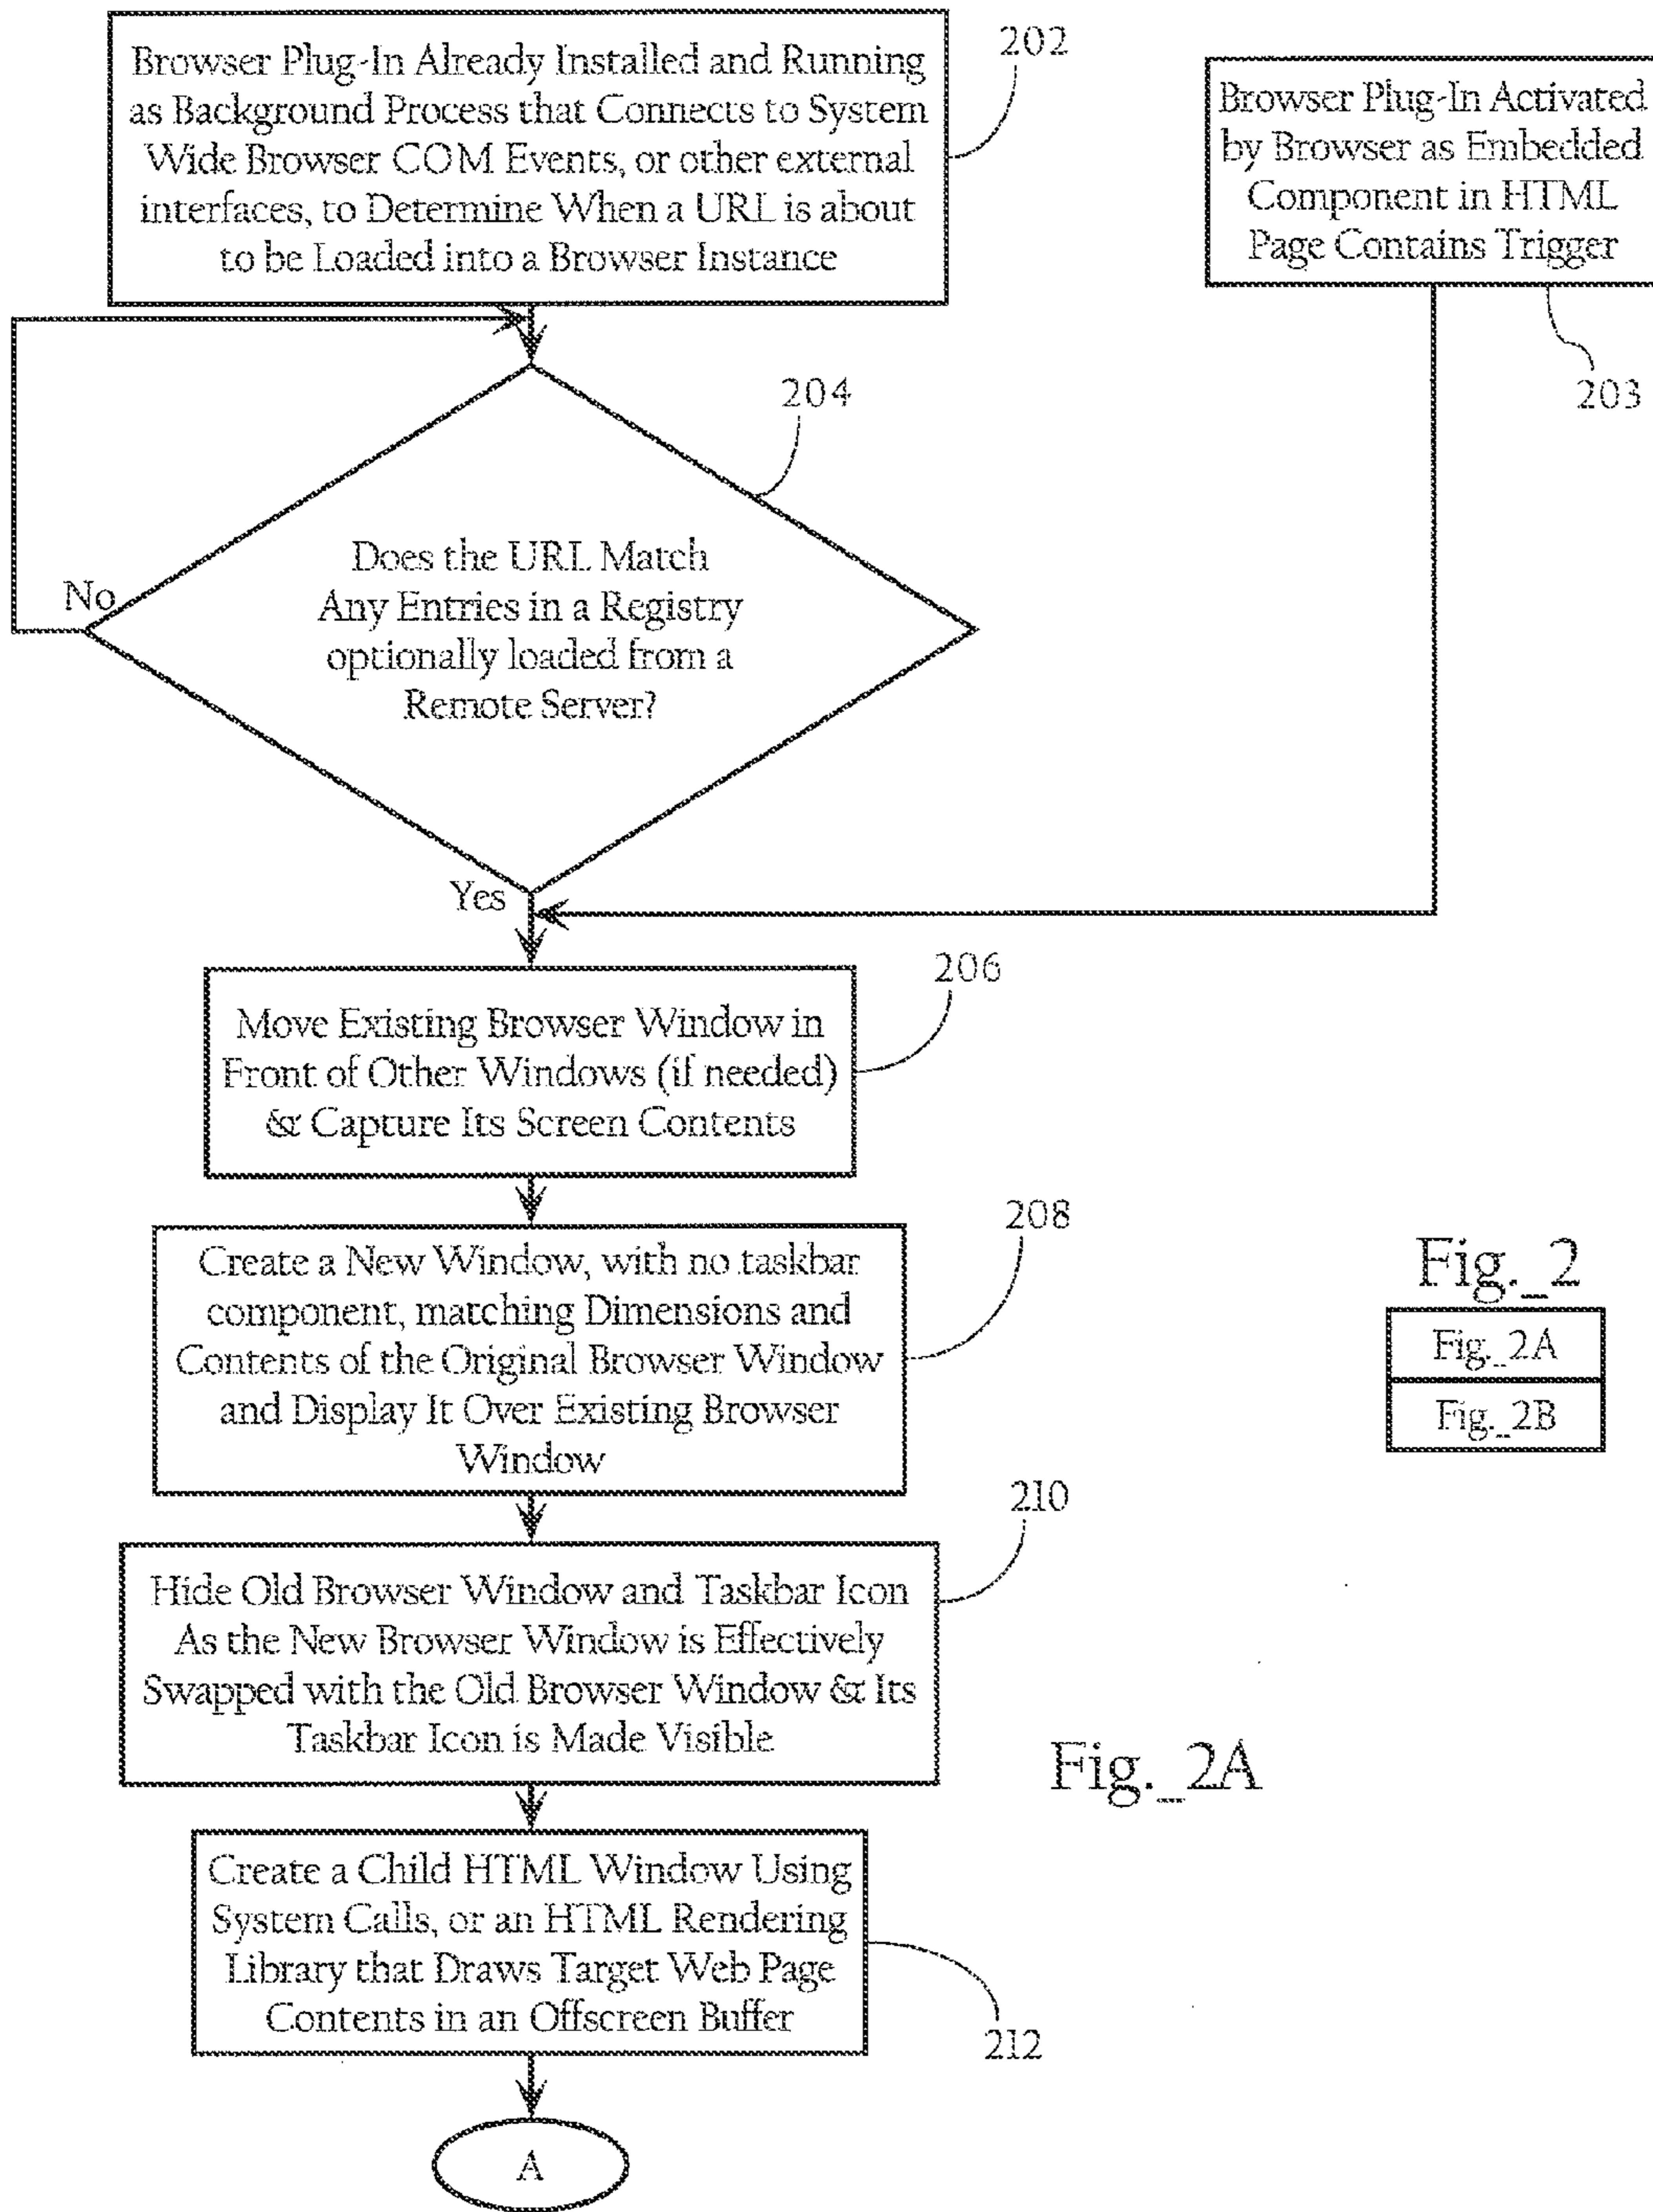 Browser Plug-In Already Installed and Running
as Background Process that Connects to System
Wide Browser COM Events, or other external
interfaces, to Determine When a URL is about
to be Loaded into a Browser Instance
202
Browser Plug-In Activated
by Browser as Embedded
Component in HTML
Page Contains Trigger
203
204
Does the URL Match
Any Entries in a Registry
optionally loaded from a
Remote Server?
No
Yes
206
Move Existing Browser Window in
Front of Other Windows (if needed)
& Capture Its Screen Contents
208
Create a New Window, with no taskbar
component, matching Dimensions and
Contents of the Original Browser Window
and Display It Over Existing Browser
Window
Fig._2
Fig._2A
Fig._2B
210
Hide Old Browser Window and Taskbar Icon
As the New Browser Window is Effectively
Swapped with the Old Browser Window & Its
Taskbar Icon is Made Visible
Fig._2A
Create a Child HTML Window Using
System Calls, or an HTML Rendering
Library that Draws Target Web Page
Contents in an Offscreen Buffer
212
A